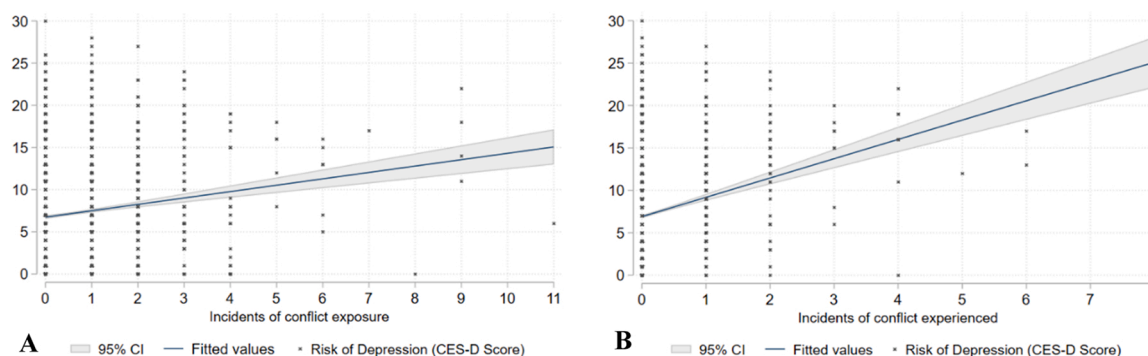 30
25
20
15
10
5
0
0 1 2 3 4 5 6 7 8 9 10 11
Incidents of conflict exposure
A 95% CI Fitted values Risk of Depression (CES-D Score)
30
25
20
15
10
5
0
0 1 2 3 4 5 6 7
Incidents of conflict experienced
B 95% CI Fitted values Risk of Depression (CES-D Score)